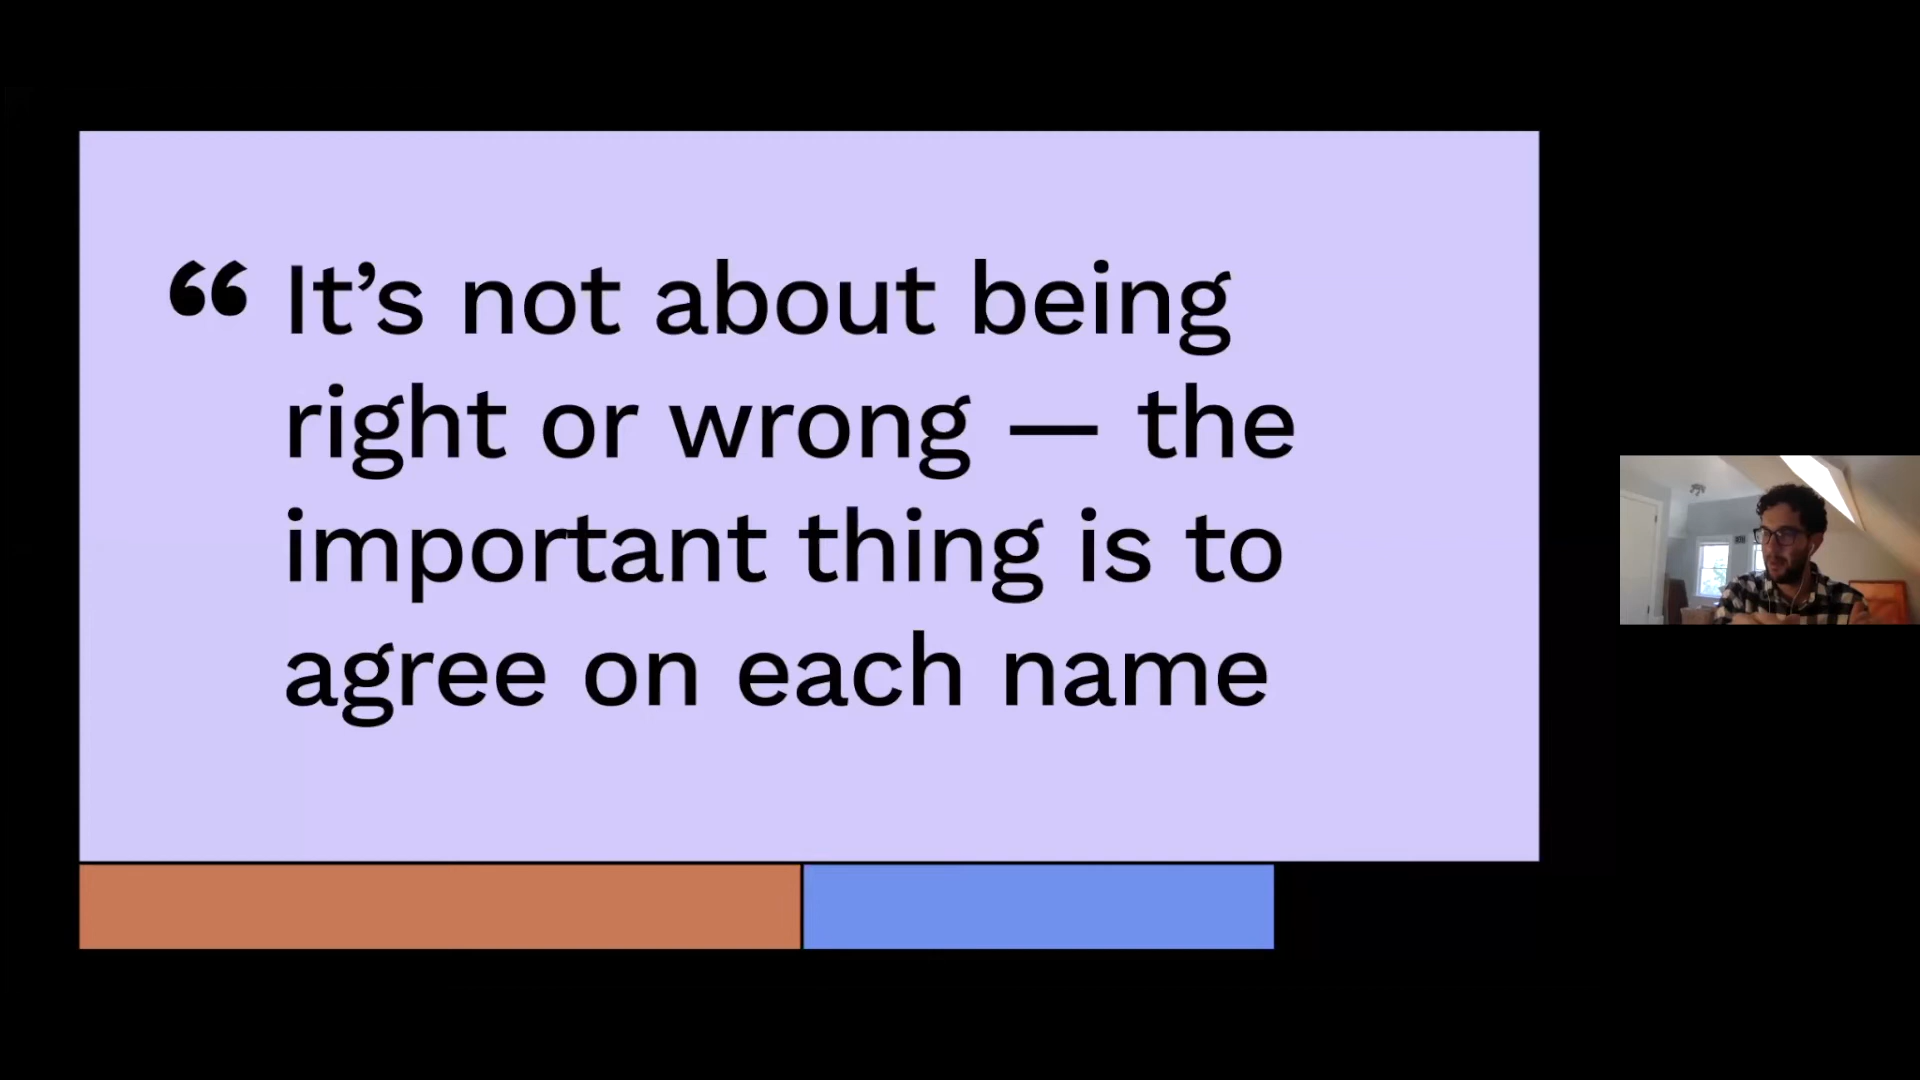 “ It’s not about being
right or wrong — the
important thing is to
agree on each name